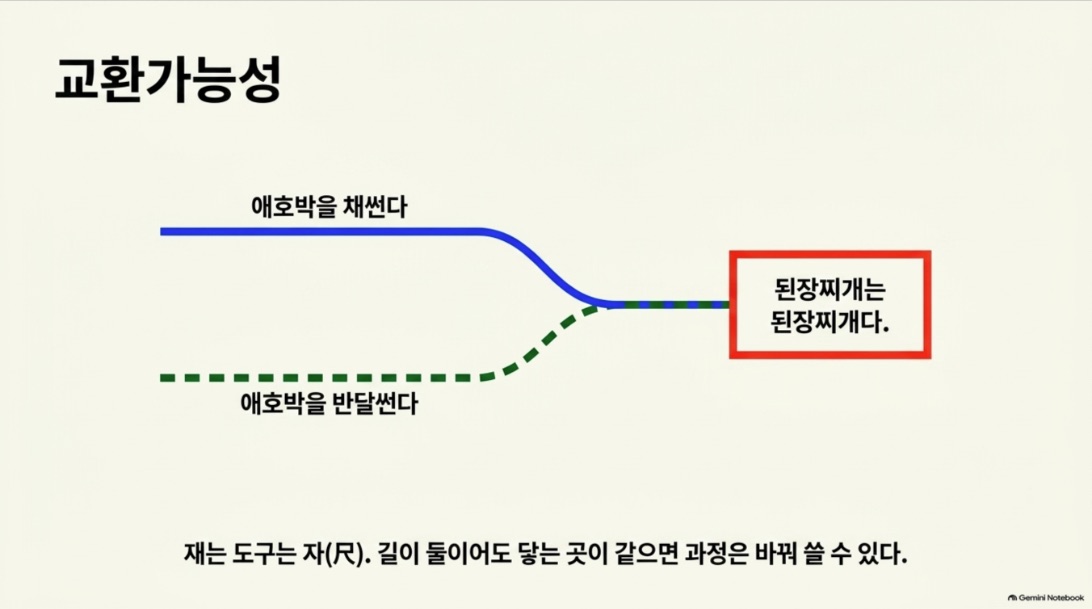 교환가능성
애호박을 채썬다
된장찌개는
된장찌개다.
애호박을 반달썬다
재는 도구는 자(尺). 길이 둘이어도 닿는 곳이 같으면 과정은 바꿔 쓸 수 있다.
Gemini Notebook